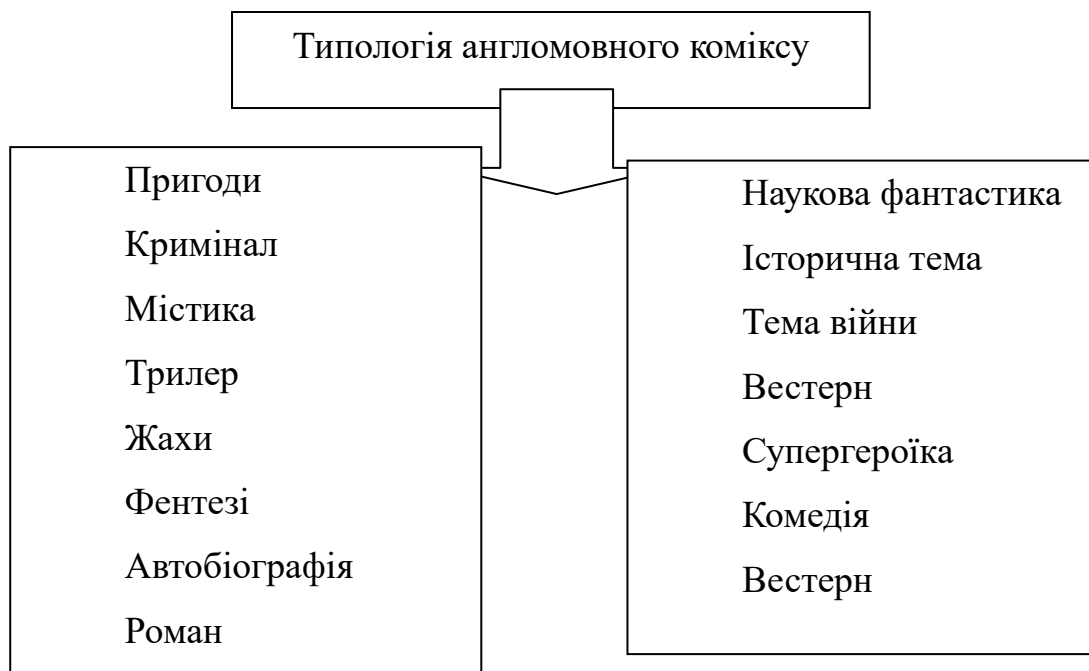 Типологія англомовного коміксу
Пригоди
Кримінал
Містика
Трилер
Жахи
Фентезі
Автобіографія
Роман
Наукова фантастика
Історична тема
Тема війни
Вестерн
Супергероїка
Комедія
Вестерн